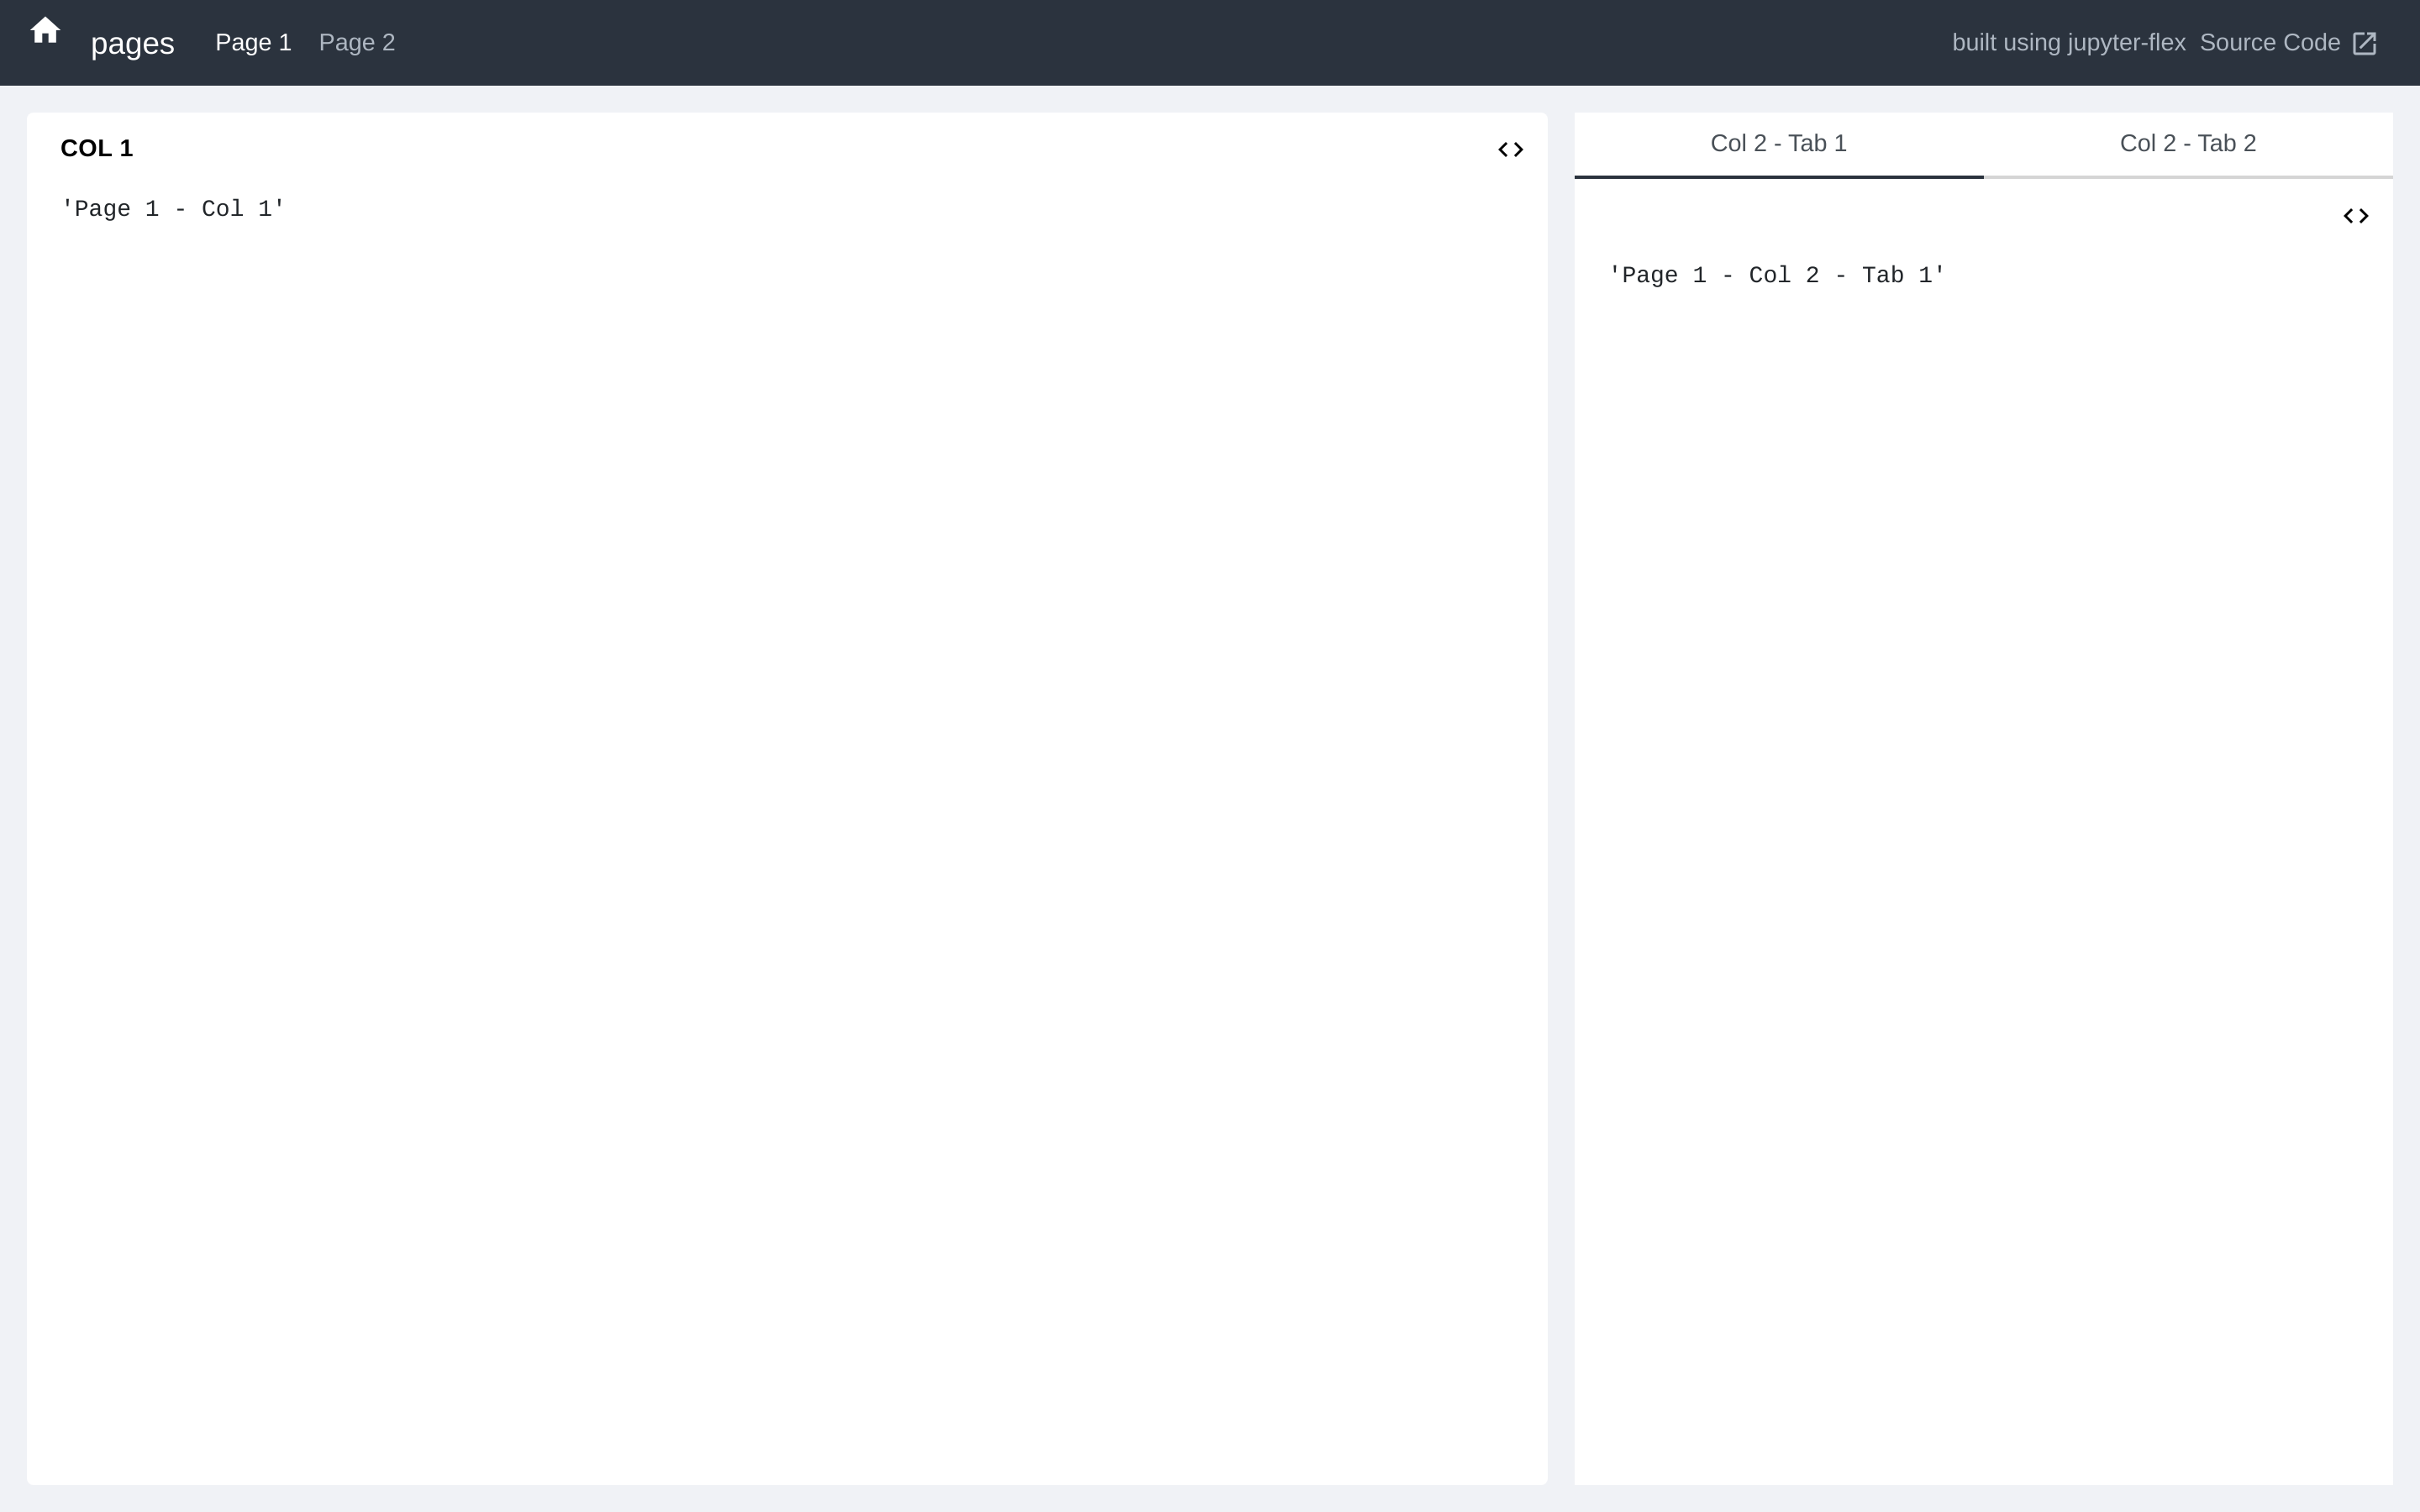 pages Page 1 Page 2 built using jupyter-flex Source Code
COL 1
'Page 1 - Col 1'
Col 2 - Tab 1 Col 2 - Tab 2
'Page 1 - Col 2 - Tab 1'